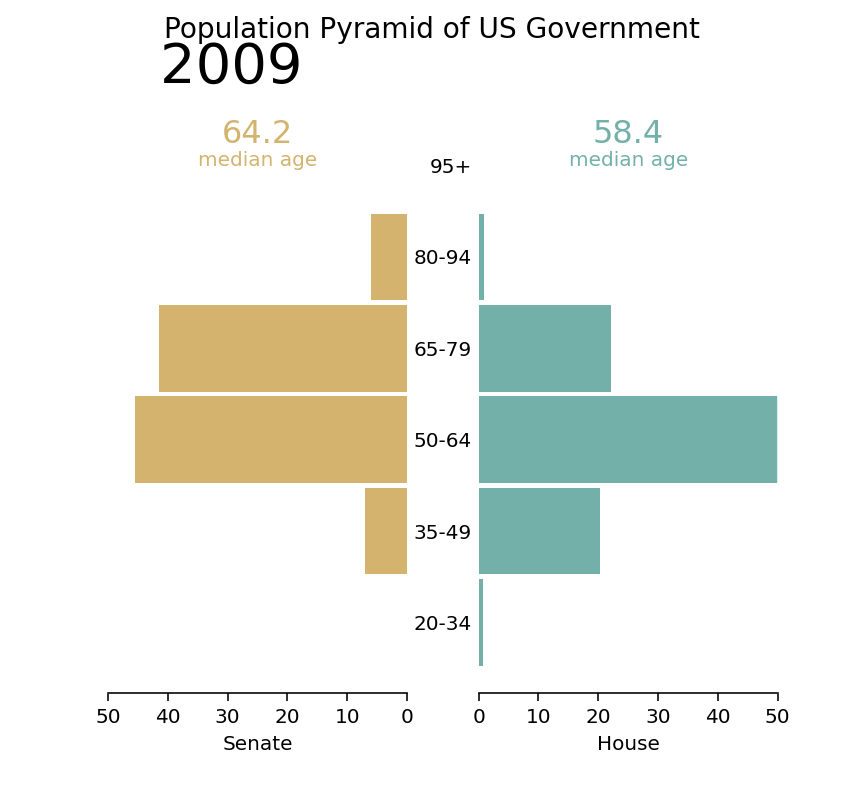 Population Pyramid of US Government
2009
64.2
median age
58.4
median age
95+
80-94
65-79
50-64
35-49
20-34
50 40 30 20 10 0
0 10 20 30 40 50
Senate
House